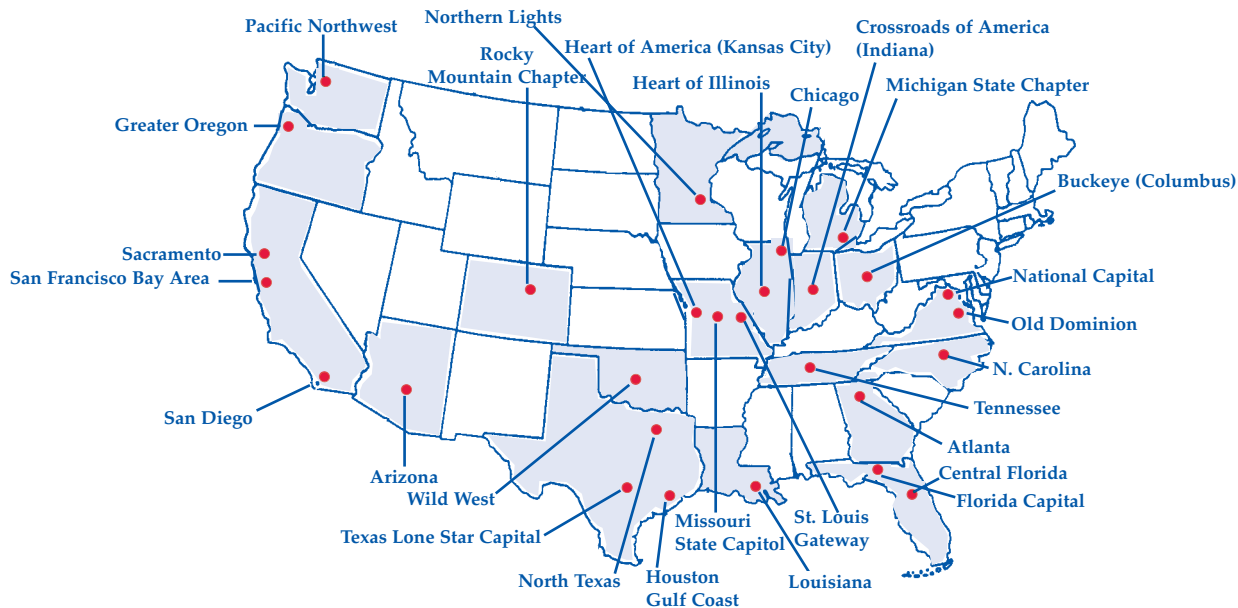 Pacific Northwest
Northern Lights
Heart of America (Kansas City)
Crossroads of America
(Indiana)
Rocky
Mountain Chapter
Heart of Illinois
Chicago
Michigan State Chapter
Greater Oregon
Buckeye (Columbus)
Sacramento
San Francisco Bay Area
National Capital
Old Dominion
N. Carolina
San Diego
Tennessee
Arizona
Atlanta
Wild West
Central Florida
Florida Capital
Texas Lone Star Capital
Missouri
State Capitol
St. Louis
Gateway
North Texas
Houston
Gulf Coast
Louisiana